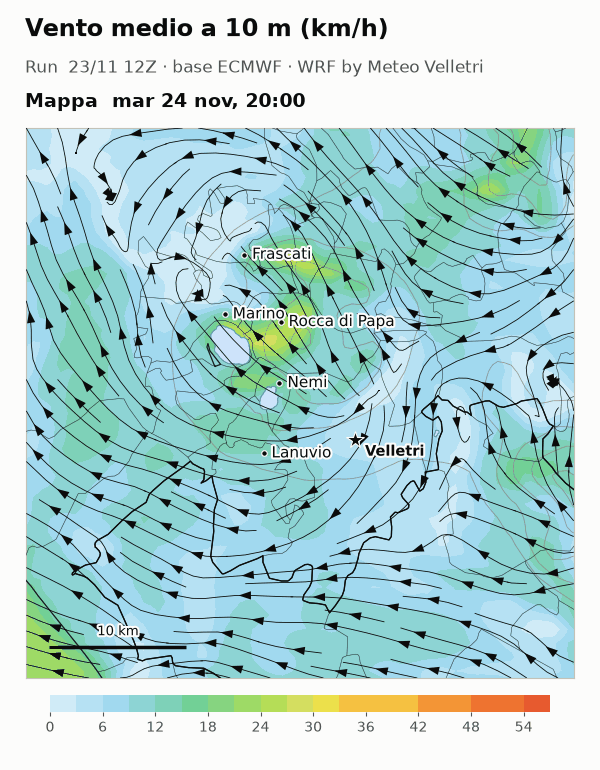 Vento medio a 10 m (km/h)
Run  23/11 12Z · base ECMWF · WRF by Meteo Velletri
Mappa  mar 24 nov, 20:00
Frascati
Marino
Rocca di Papa
Nemi
Velletri
Lanuvio
10 km
0 6 12 18 24 30 36 42 48 54